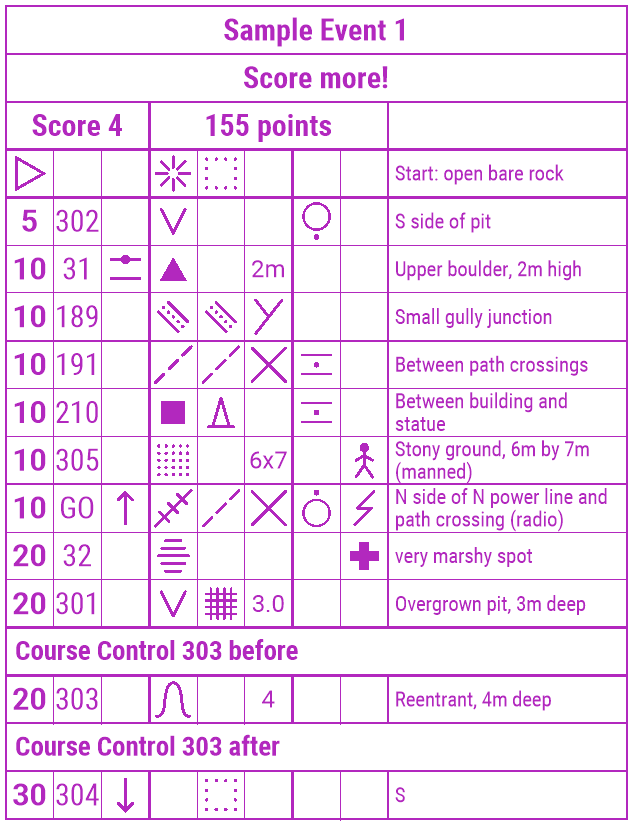 Sample Event 1
Score more!
Score 4 155 points
Start: open bare rock
5 302 S side of pit
10 31 2m Upper boulder, 2m high
10 189 Small gully junction
10 191 Between path crossings
10 210 Between building and
statue
10 305 6x7 Stony ground, 6m by 7m
(manned)
10 GO N side of N power line and
path crossing (radio)
20 32 very marshy spot
20 301 3.0 Overgrown pit, 3m deep
Course Control 303 before
20 303 4 Reentrant, 4m deep
Course Control 303 after
30 304 S